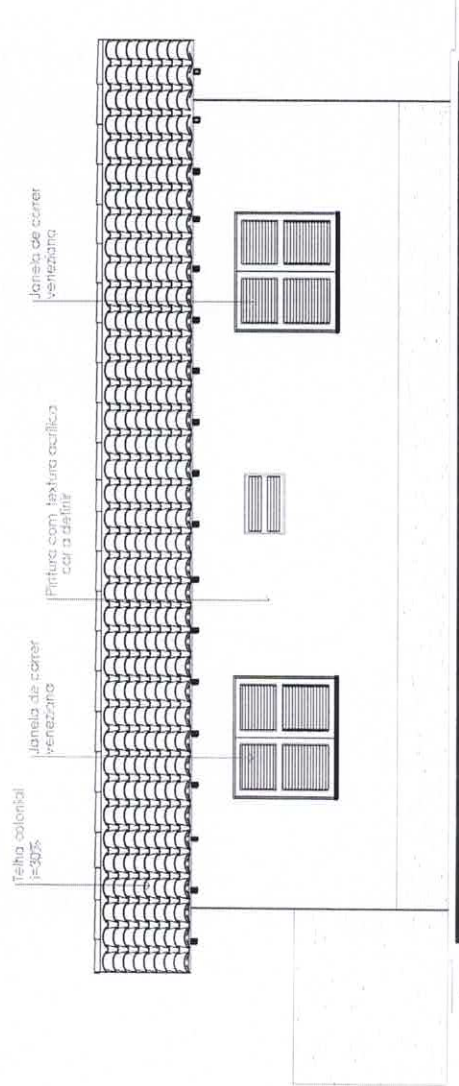 Telha colonial
i=30%
Janela de correr
veneziana
Pintura com textura acrílica
cor a definir
Janela de correr
veneziana